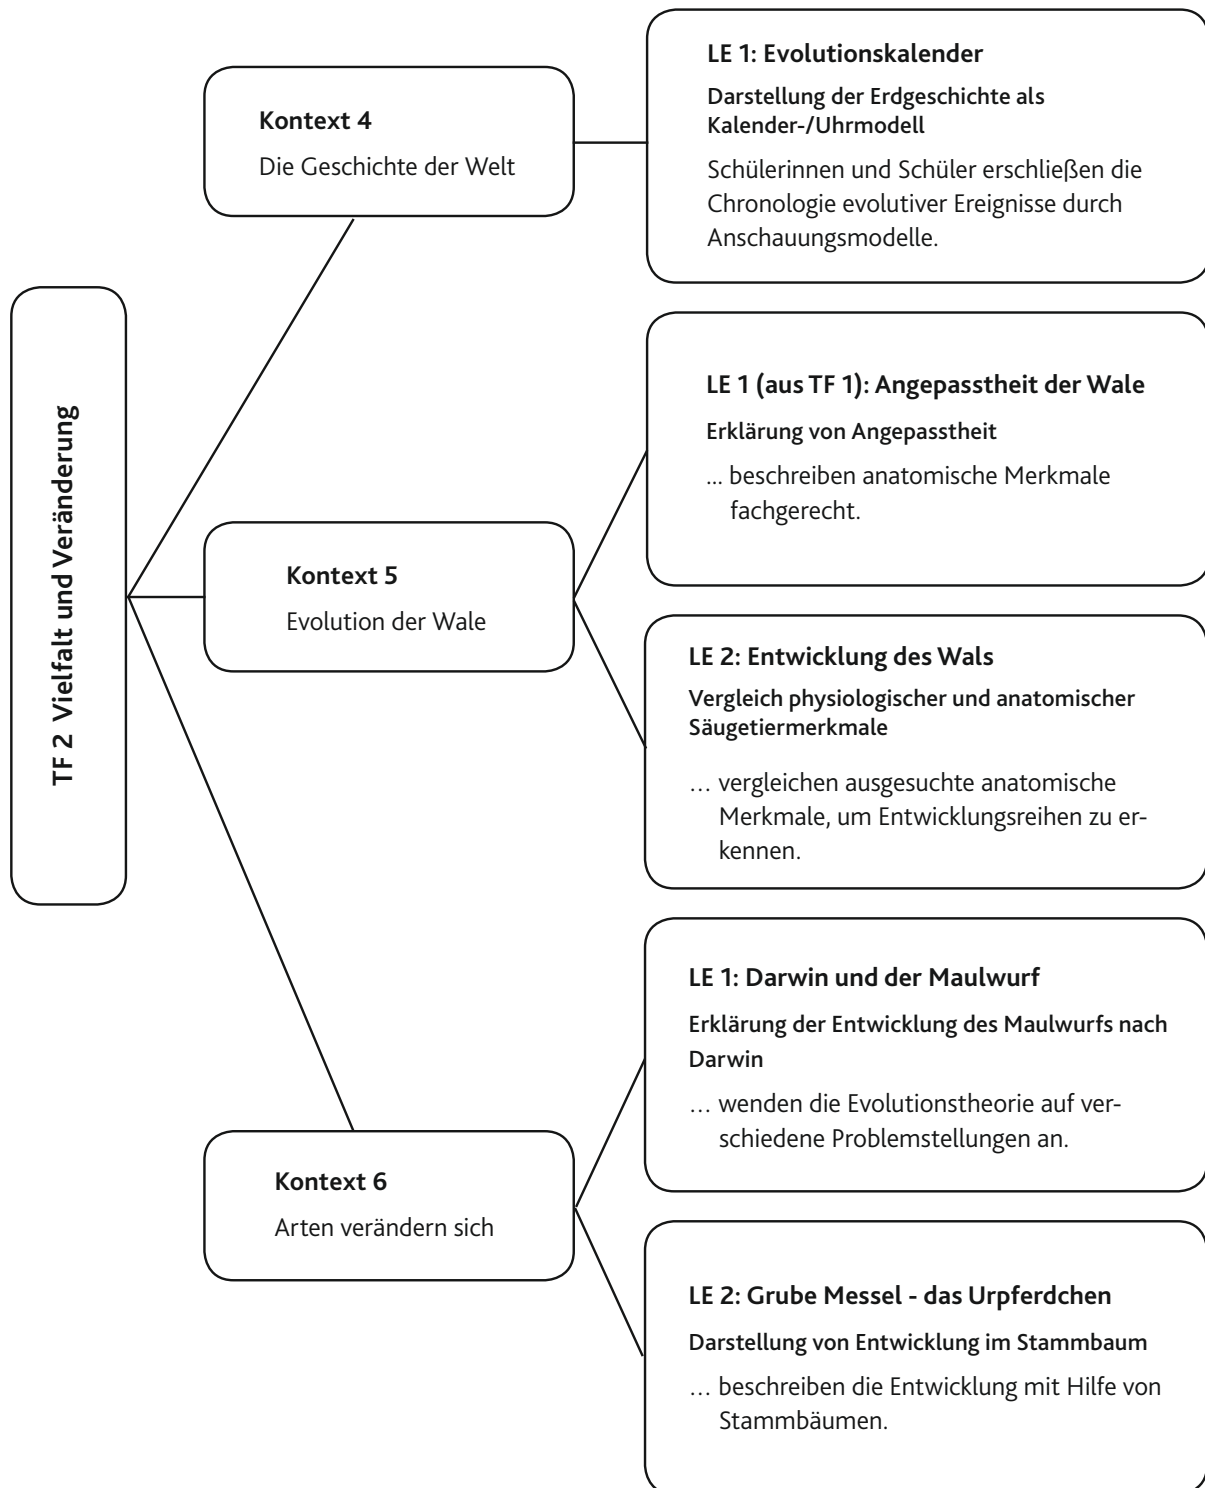 TF 2 Vielfalt und Veränderung
Kontext 4
Die Geschichte der Welt
LE 1: Evolutionskalender
Darstellung der Erdgeschichte als
Kalender-/Uhrmodell
Schülerinnen und Schüler erschließen die
Chronologie evolutiver Ereignisse durch
Anschauungsmodelle.
Kontext 5
Evolution der Wale
LE 1 (aus TF 1): Angepasstheit der Wale
Erklärung von Angepasstheit
... beschreiben anatomische Merkmale
fachgerecht.
LE 2: Entwicklung des Wals
Vergleich physiologischer und anatomischer
Säugetiermerkmale
... vergleichen ausgesuchte anatomische
Merkmale, um Entwicklungsreihen zu er-
kennen.
Kontext 6
Arten verändern sich
LE 1: Darwin und der Maulwurf
Erklärung der Entwicklung des Maulwurfs nach
Darwin
... wenden die Evolutionstheorie auf ver-
schiedene Problemstellungen an.
LE 2: Grube Messel - das Urpferdchen
Darstellung von Entwicklung im Stammbaum
... beschreiben die Entwicklung mit Hilfe von
Stammbäumen.